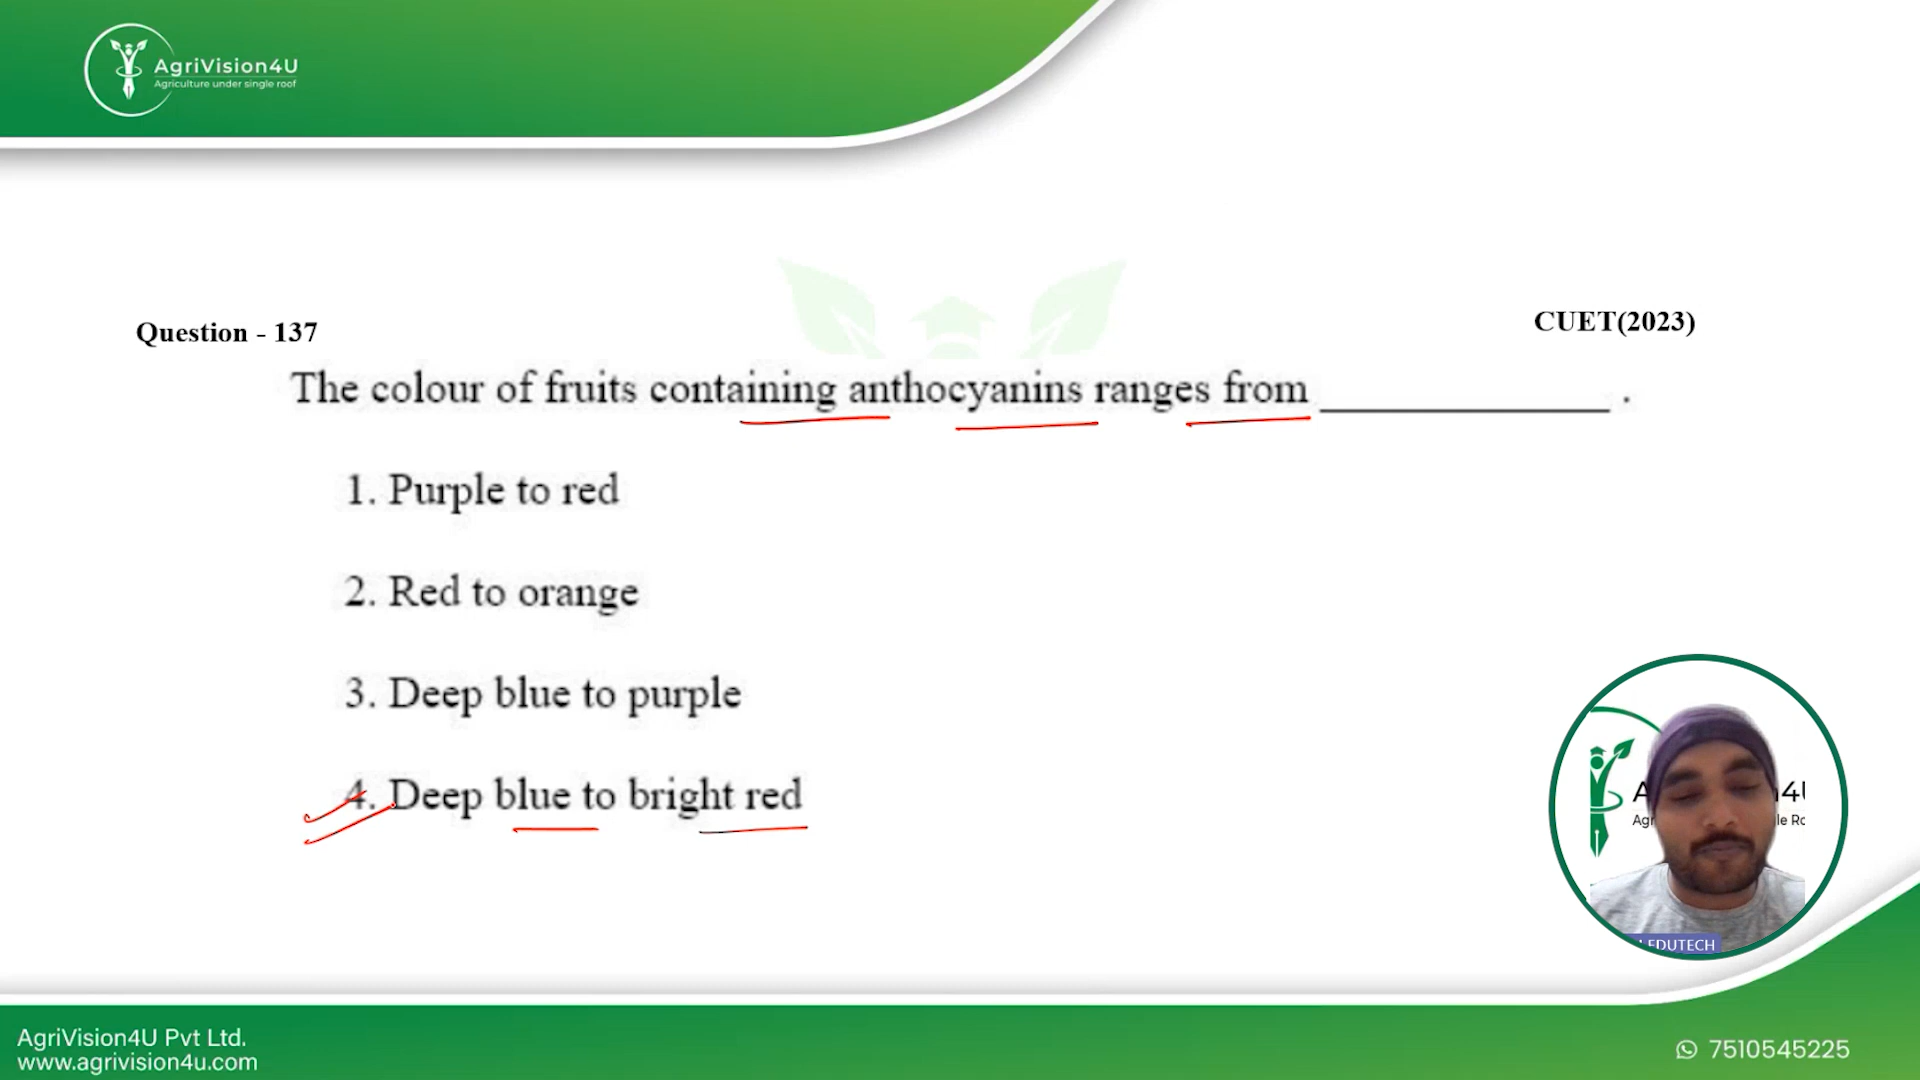 AgriVision4U
Agriculture under single roof
Question - 137
CUET(2023)
The colour of fruits containing anthocyanins ranges from ______________ .
1. Purple to red
2. Red to orange
3. Deep blue to purple
4. Deep blue to bright red
EDUTECH
AgriVision4U Pvt Ltd.
www.agrivision4u.com
7510545225